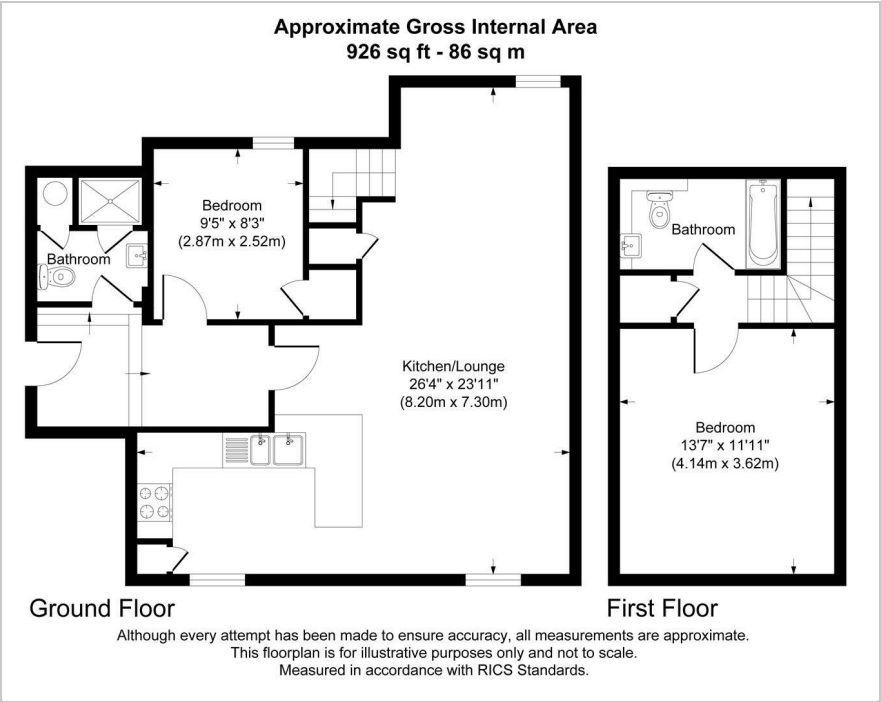 Approximate Gross Internal Area
926 sq ft - 86 sq m
Bedroom
9'5" x 8'3"
(2.87m x 2.52m)
Bathroom
Kitchen/Lounge
26'4" x 23'11"
(8.20m x 7.30m)
Bathroom
Bedroom
13'7" x 11'11"
(4.14m x 3.62m)
Ground Floor
First Floor
Although every attempt has been made to ensure accuracy, all measurements are approximate.
This floorplan is for illustrative purposes only and not to scale.
Measured in accordance with RICS Standards.